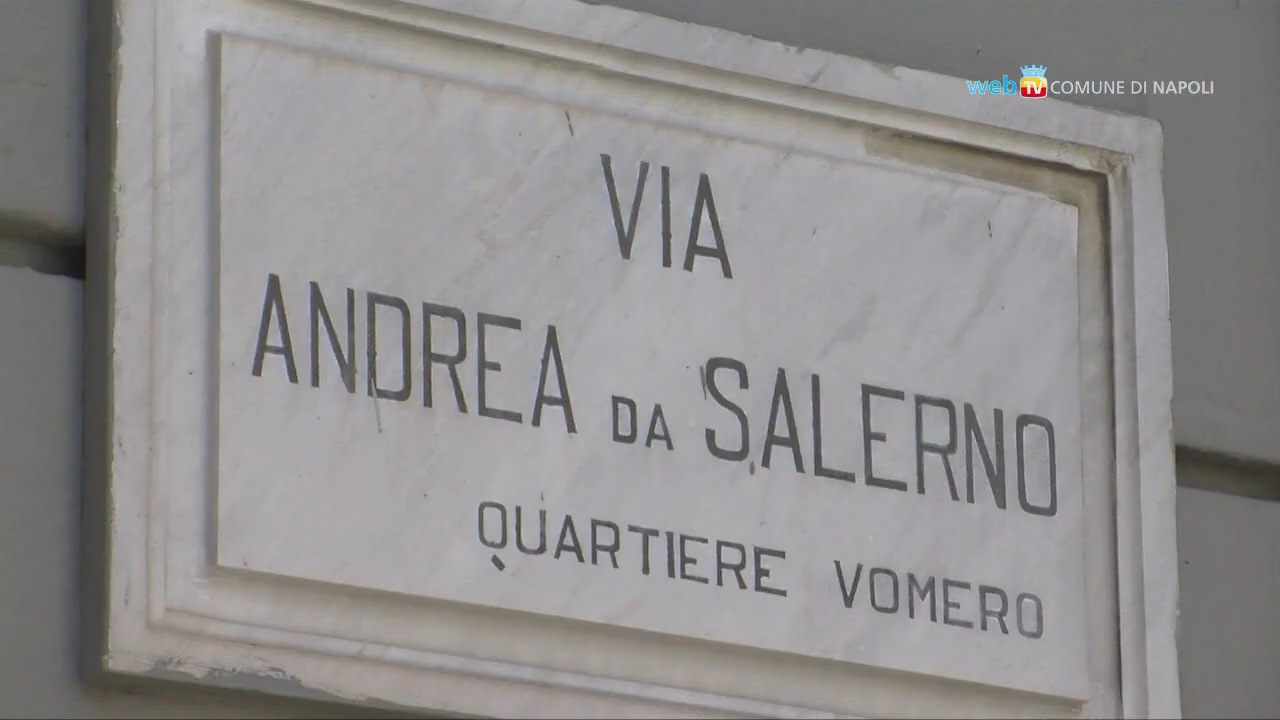 web TV COMUNE DI NAPOLI
VIA
ANDREA DA SALERNO
QUARTIERE VOMERO